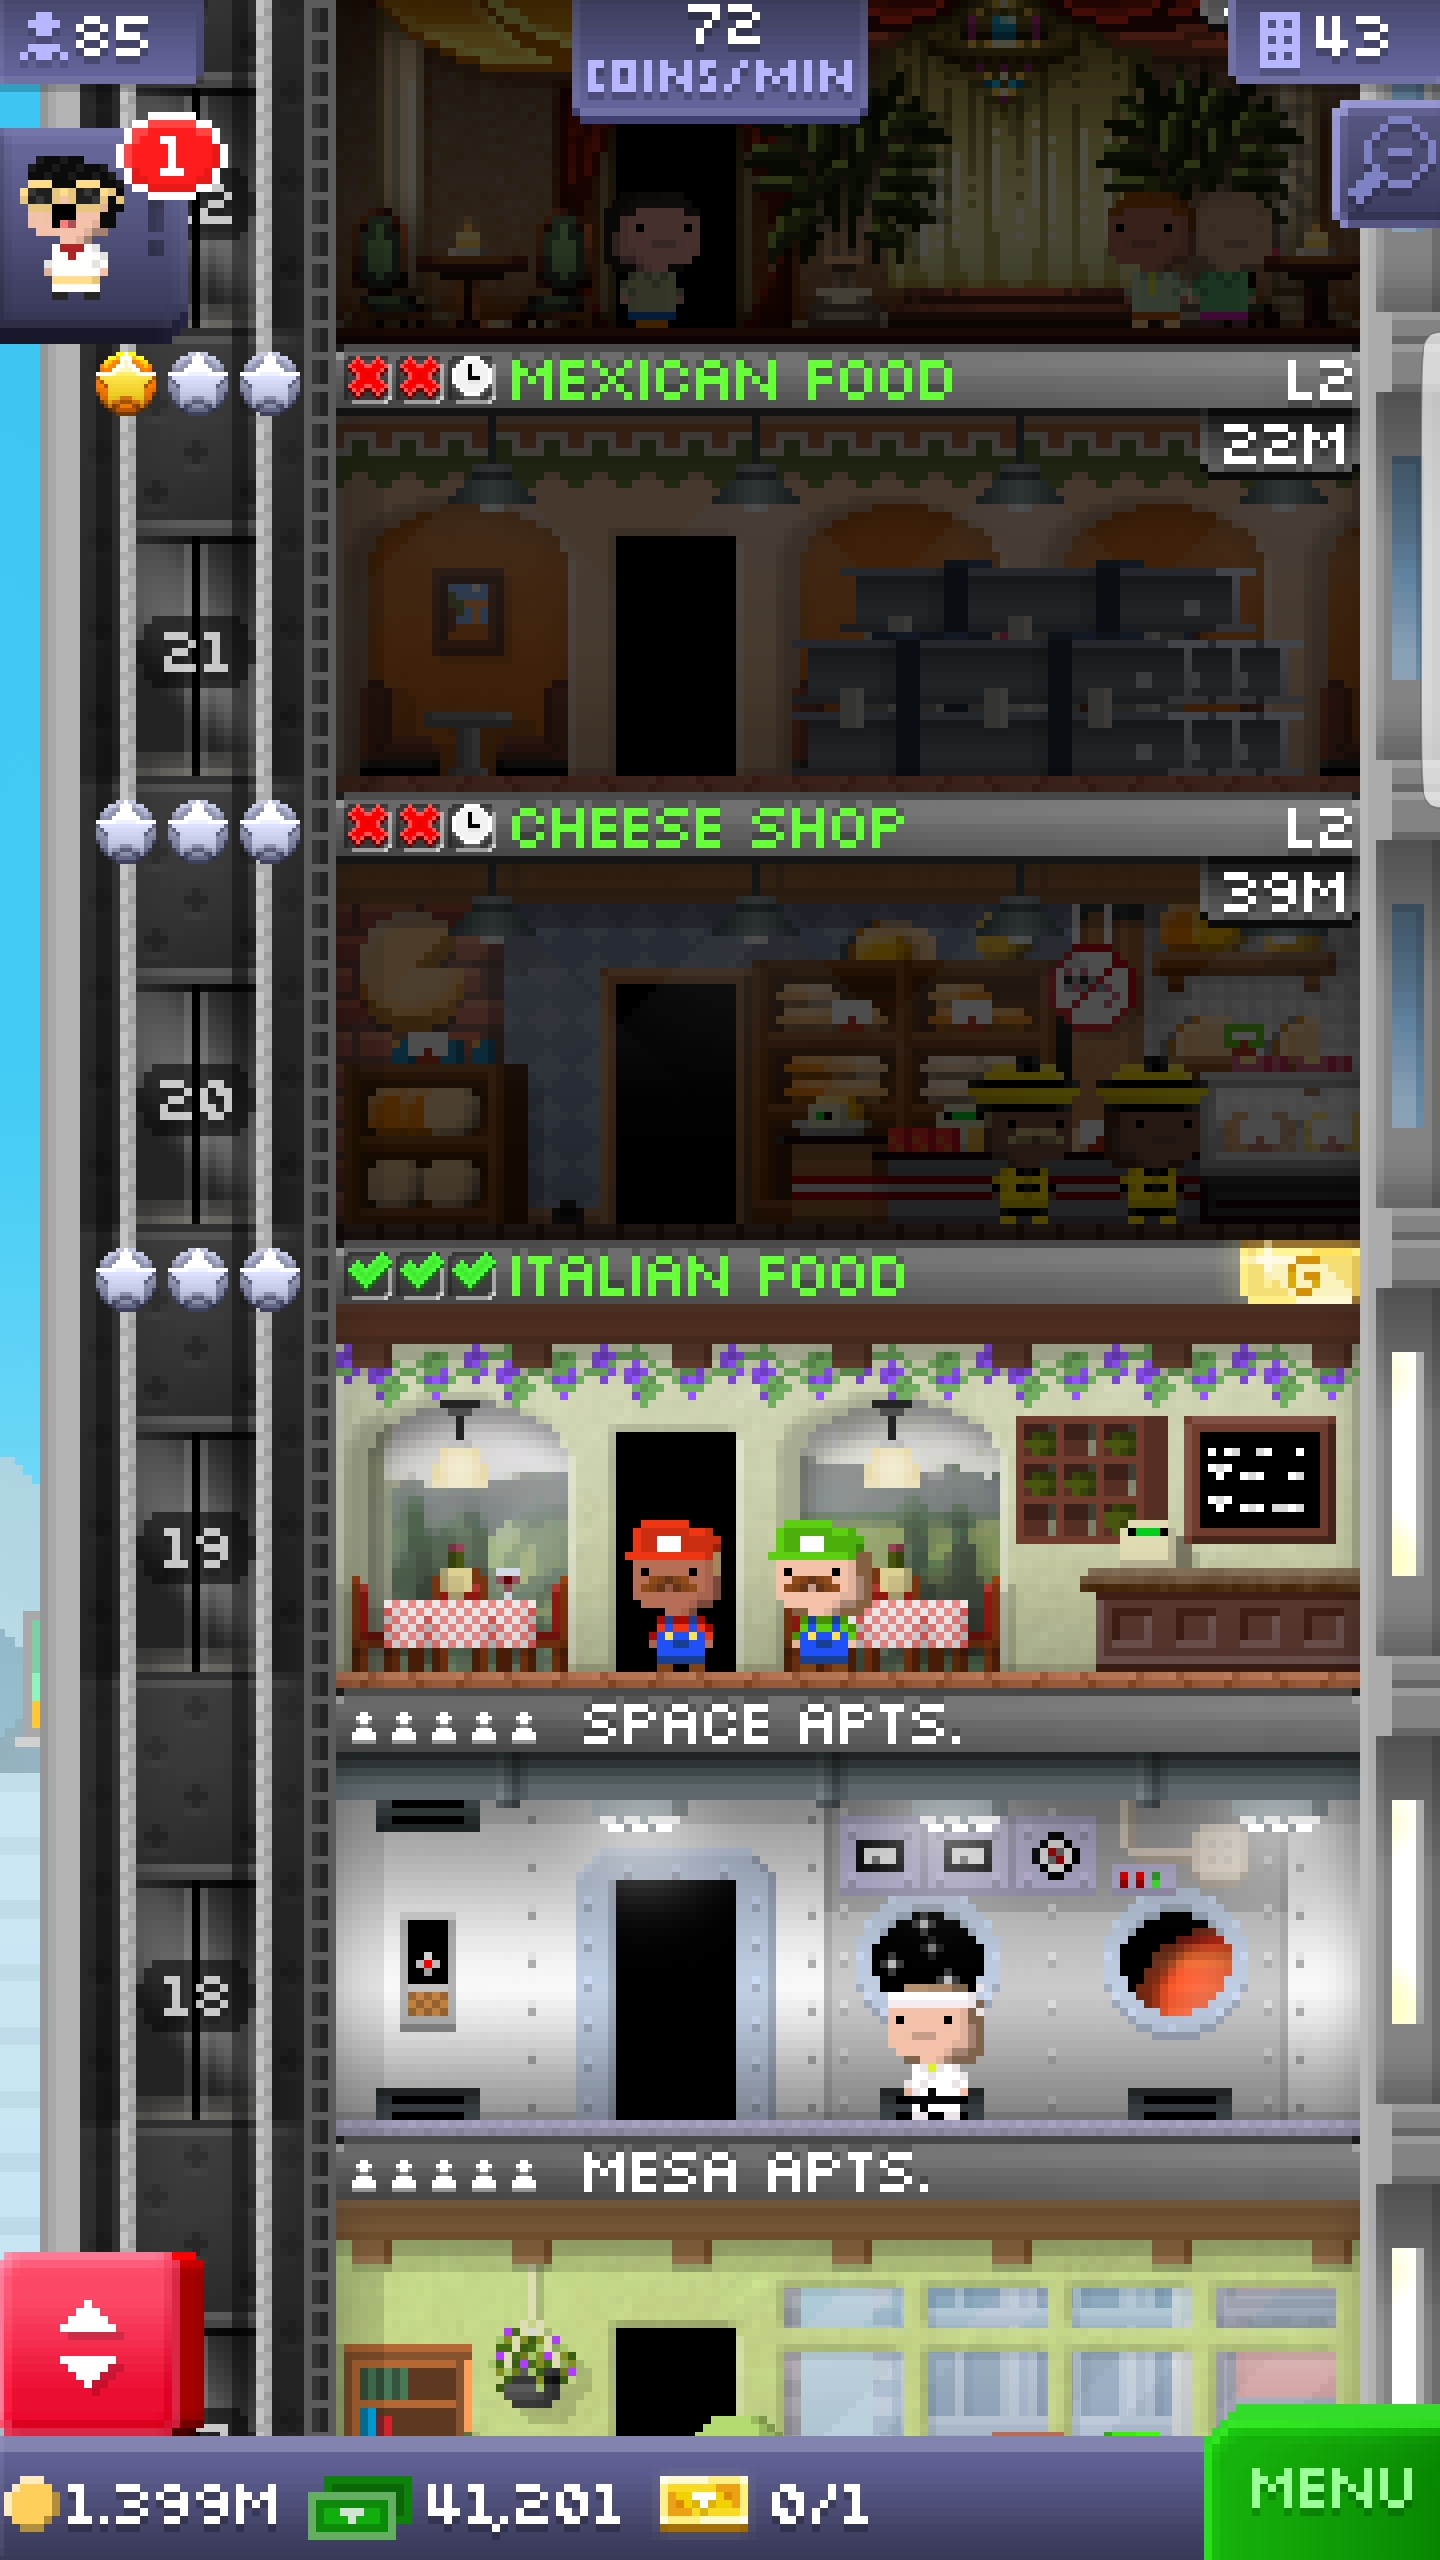 85
72
COINS/MIN
43
1
MEXICAN FOOD
L2
22M
21
CHEESE SHOP
L2
39M
20
ITALIAN FOOD
G
19
SPACE APTS.
18
MESA APTS.
1.399M
41,201
0/1
MENU